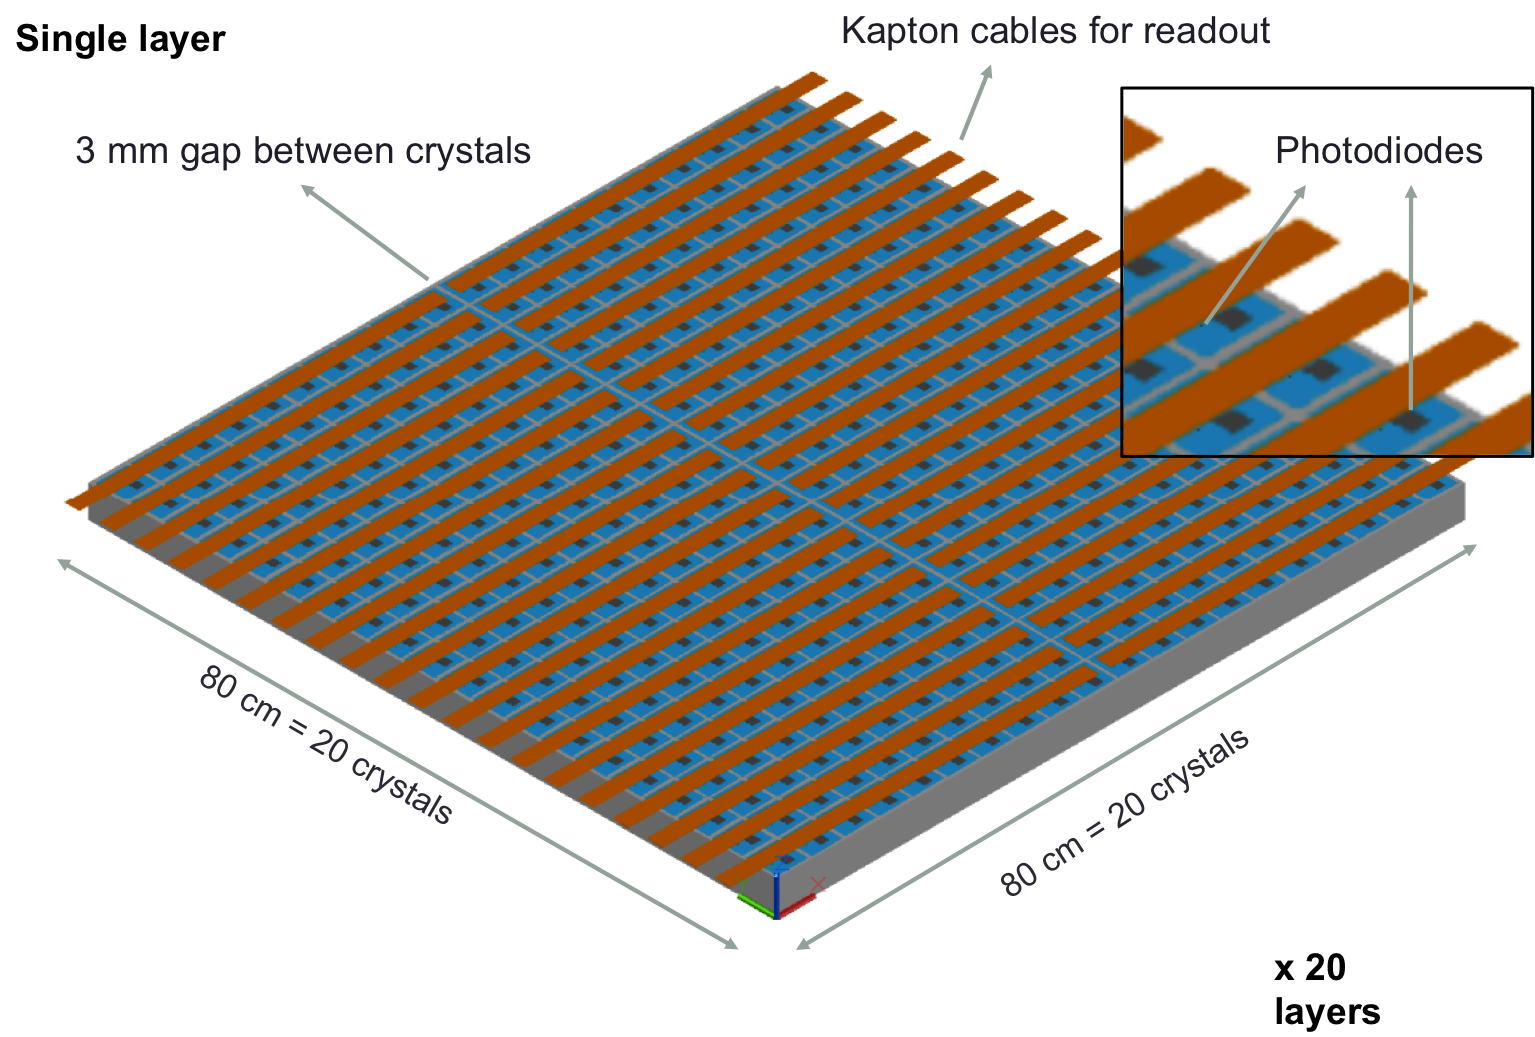 Single layer
Kapton cables for readout
3 mm gap between crystals
Photodiodes
80 cm = 20 crystals
80 cm = 20 crystals
X
x 20
layers